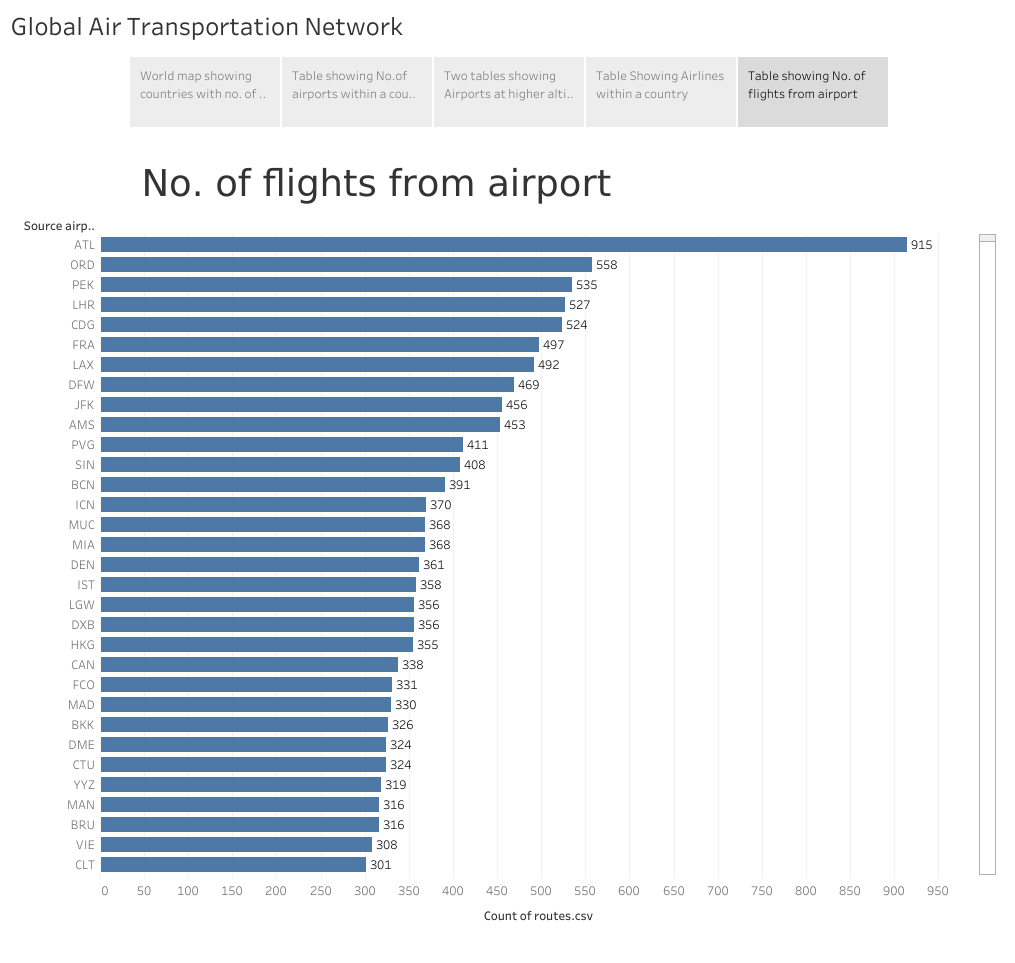 Global Air Transportation Network
World map showing
countries with no. of ..
Table showing No.of
airports within a cou..
Two tables showing
Airports at higher alti..
Table Showing Airlines
within a country
Table showing No. of
flights from airport
No. of flights from airport
Source airp..
ATL 915
ORD 558
PEK 535
LHR 527
CDG 524
FRA 497
LAX 492
DFW 469
JFK 456
AMS 453
PVG 411
SIN 408
BCN 391
ICN 370
MUC 368
MIA 368
DEN 361
IST 358
LGW 356
DXB 356
HKG 355
CAN 338
FCO 331
MAD 330
BKK 326
DME 324
CTU 324
YYZ 319
MAN 316
BRU 316
VIE 308
CLT 301
0 50 100 150 200 250 300 350 400 450 500 550 600 650 700 750 800 850 900 950
Count of routes.csv